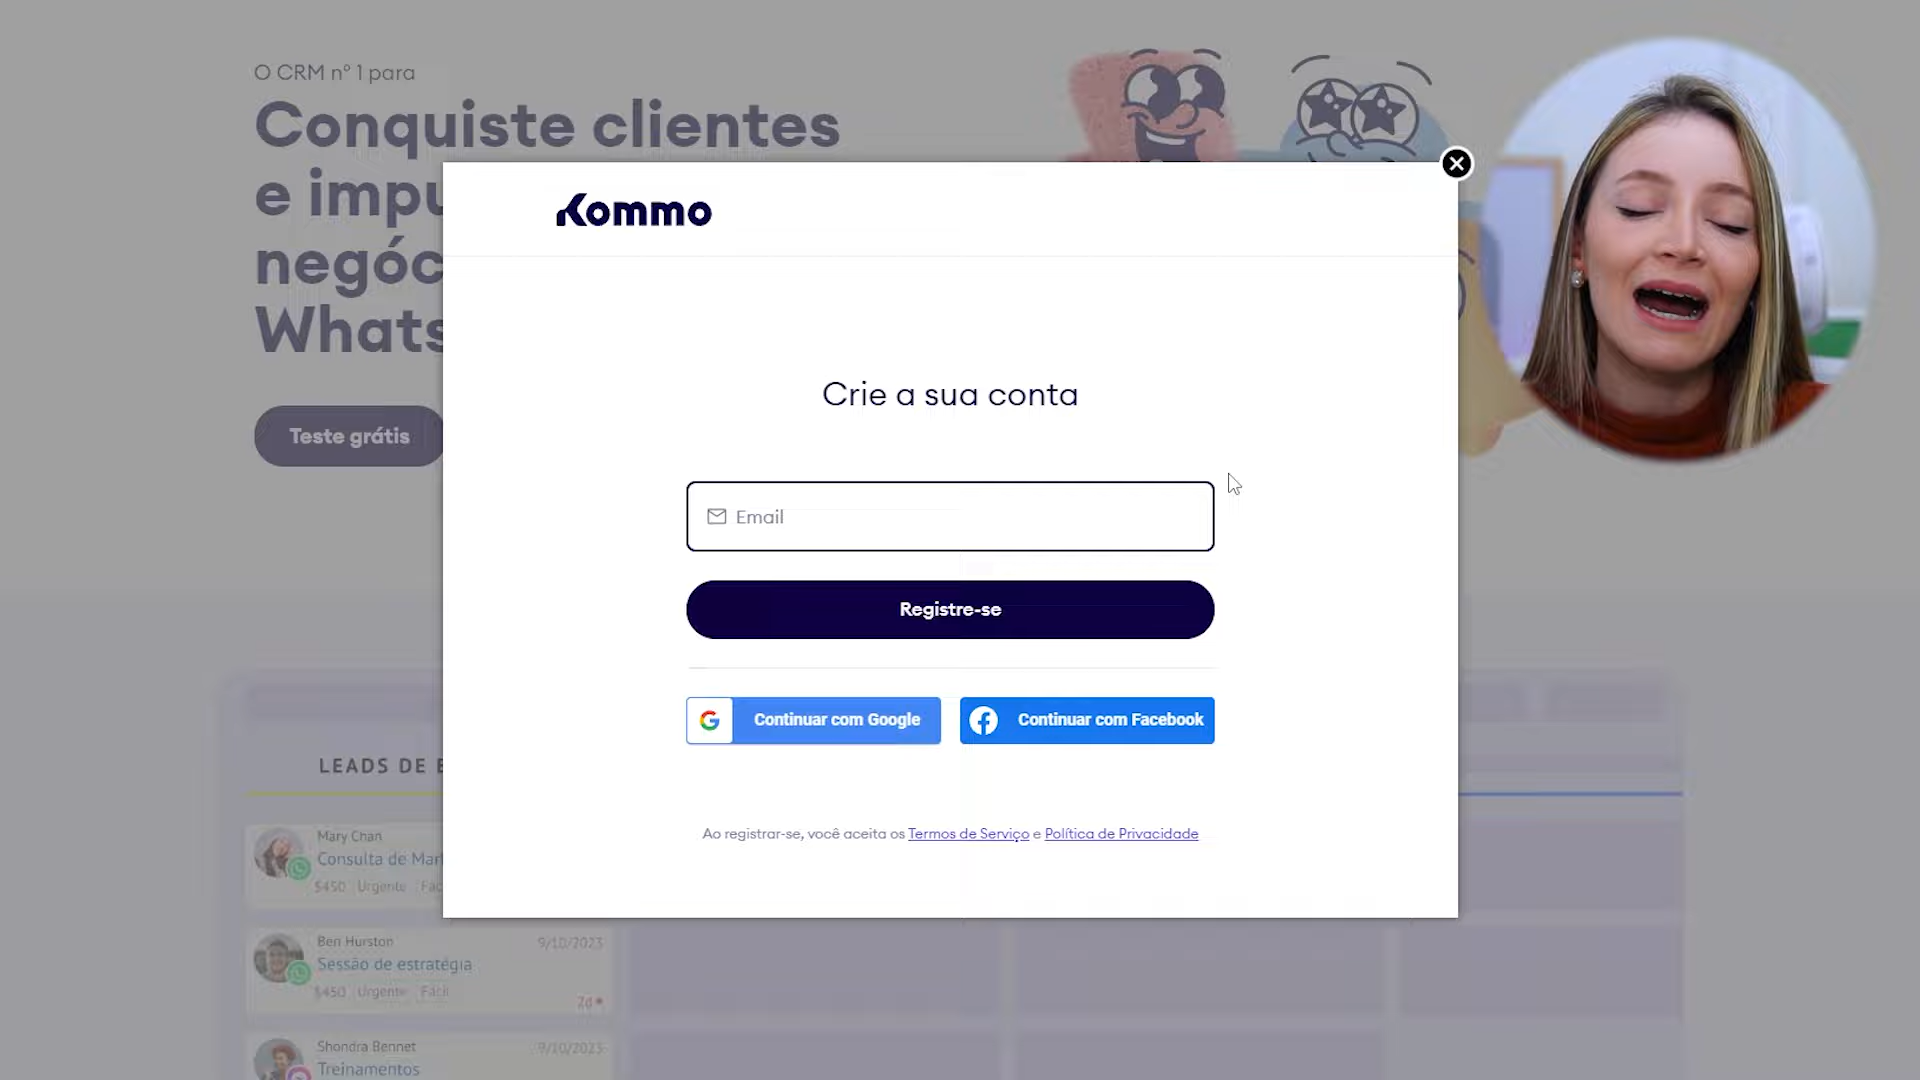 O CRM nº 1 para
Conquiste clientes
e impu
negóc
Whats
Teste grátis
Kommo
Crie a sua conta
Email
Registre-se
Continuar com Google
Continuar com Facebook
Ao registrar-se, você aceita os Termos de Serviço e Política de Privacidade
LEADS DE E
Mary Chan
Consulta de Mar
$450 Urgente Fác
Ben Hurston 9/10/2023
Sessão de estratégia
$450 Urgente Fácil
2d
Shondra Bennet 9/10/2023
Treinamentos